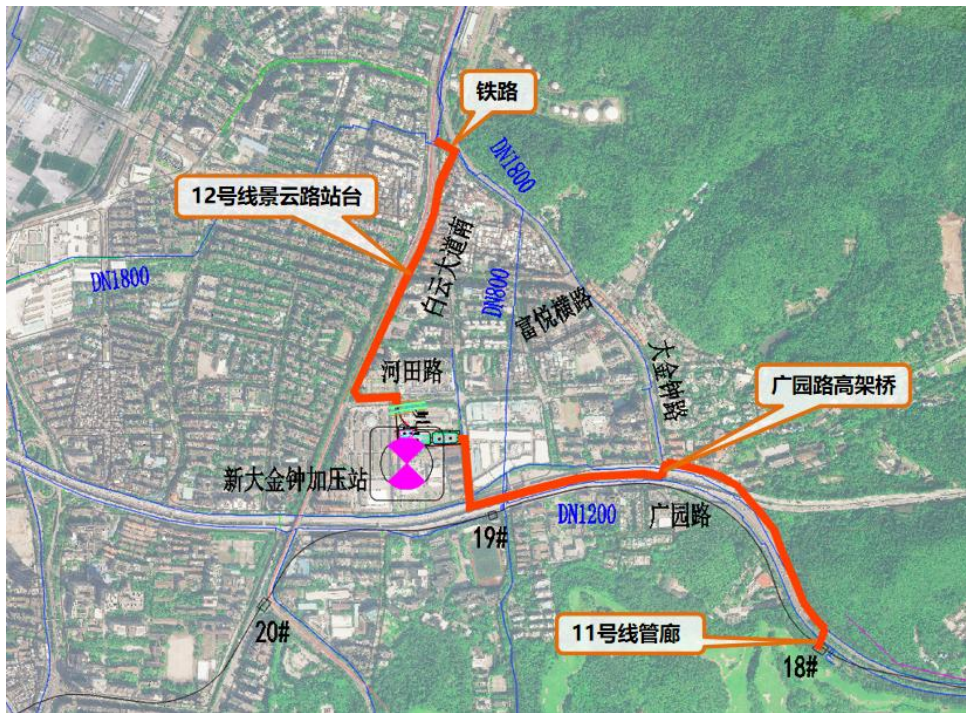 铁路
DN1800
12号线景云路站台
白云大道南
DN1800
DN800
富悦横路
大金钟路
河田路
广园路高架桥
新大金钟加压站
DN1200
广园路
19#
20#
11号线管廊
18#